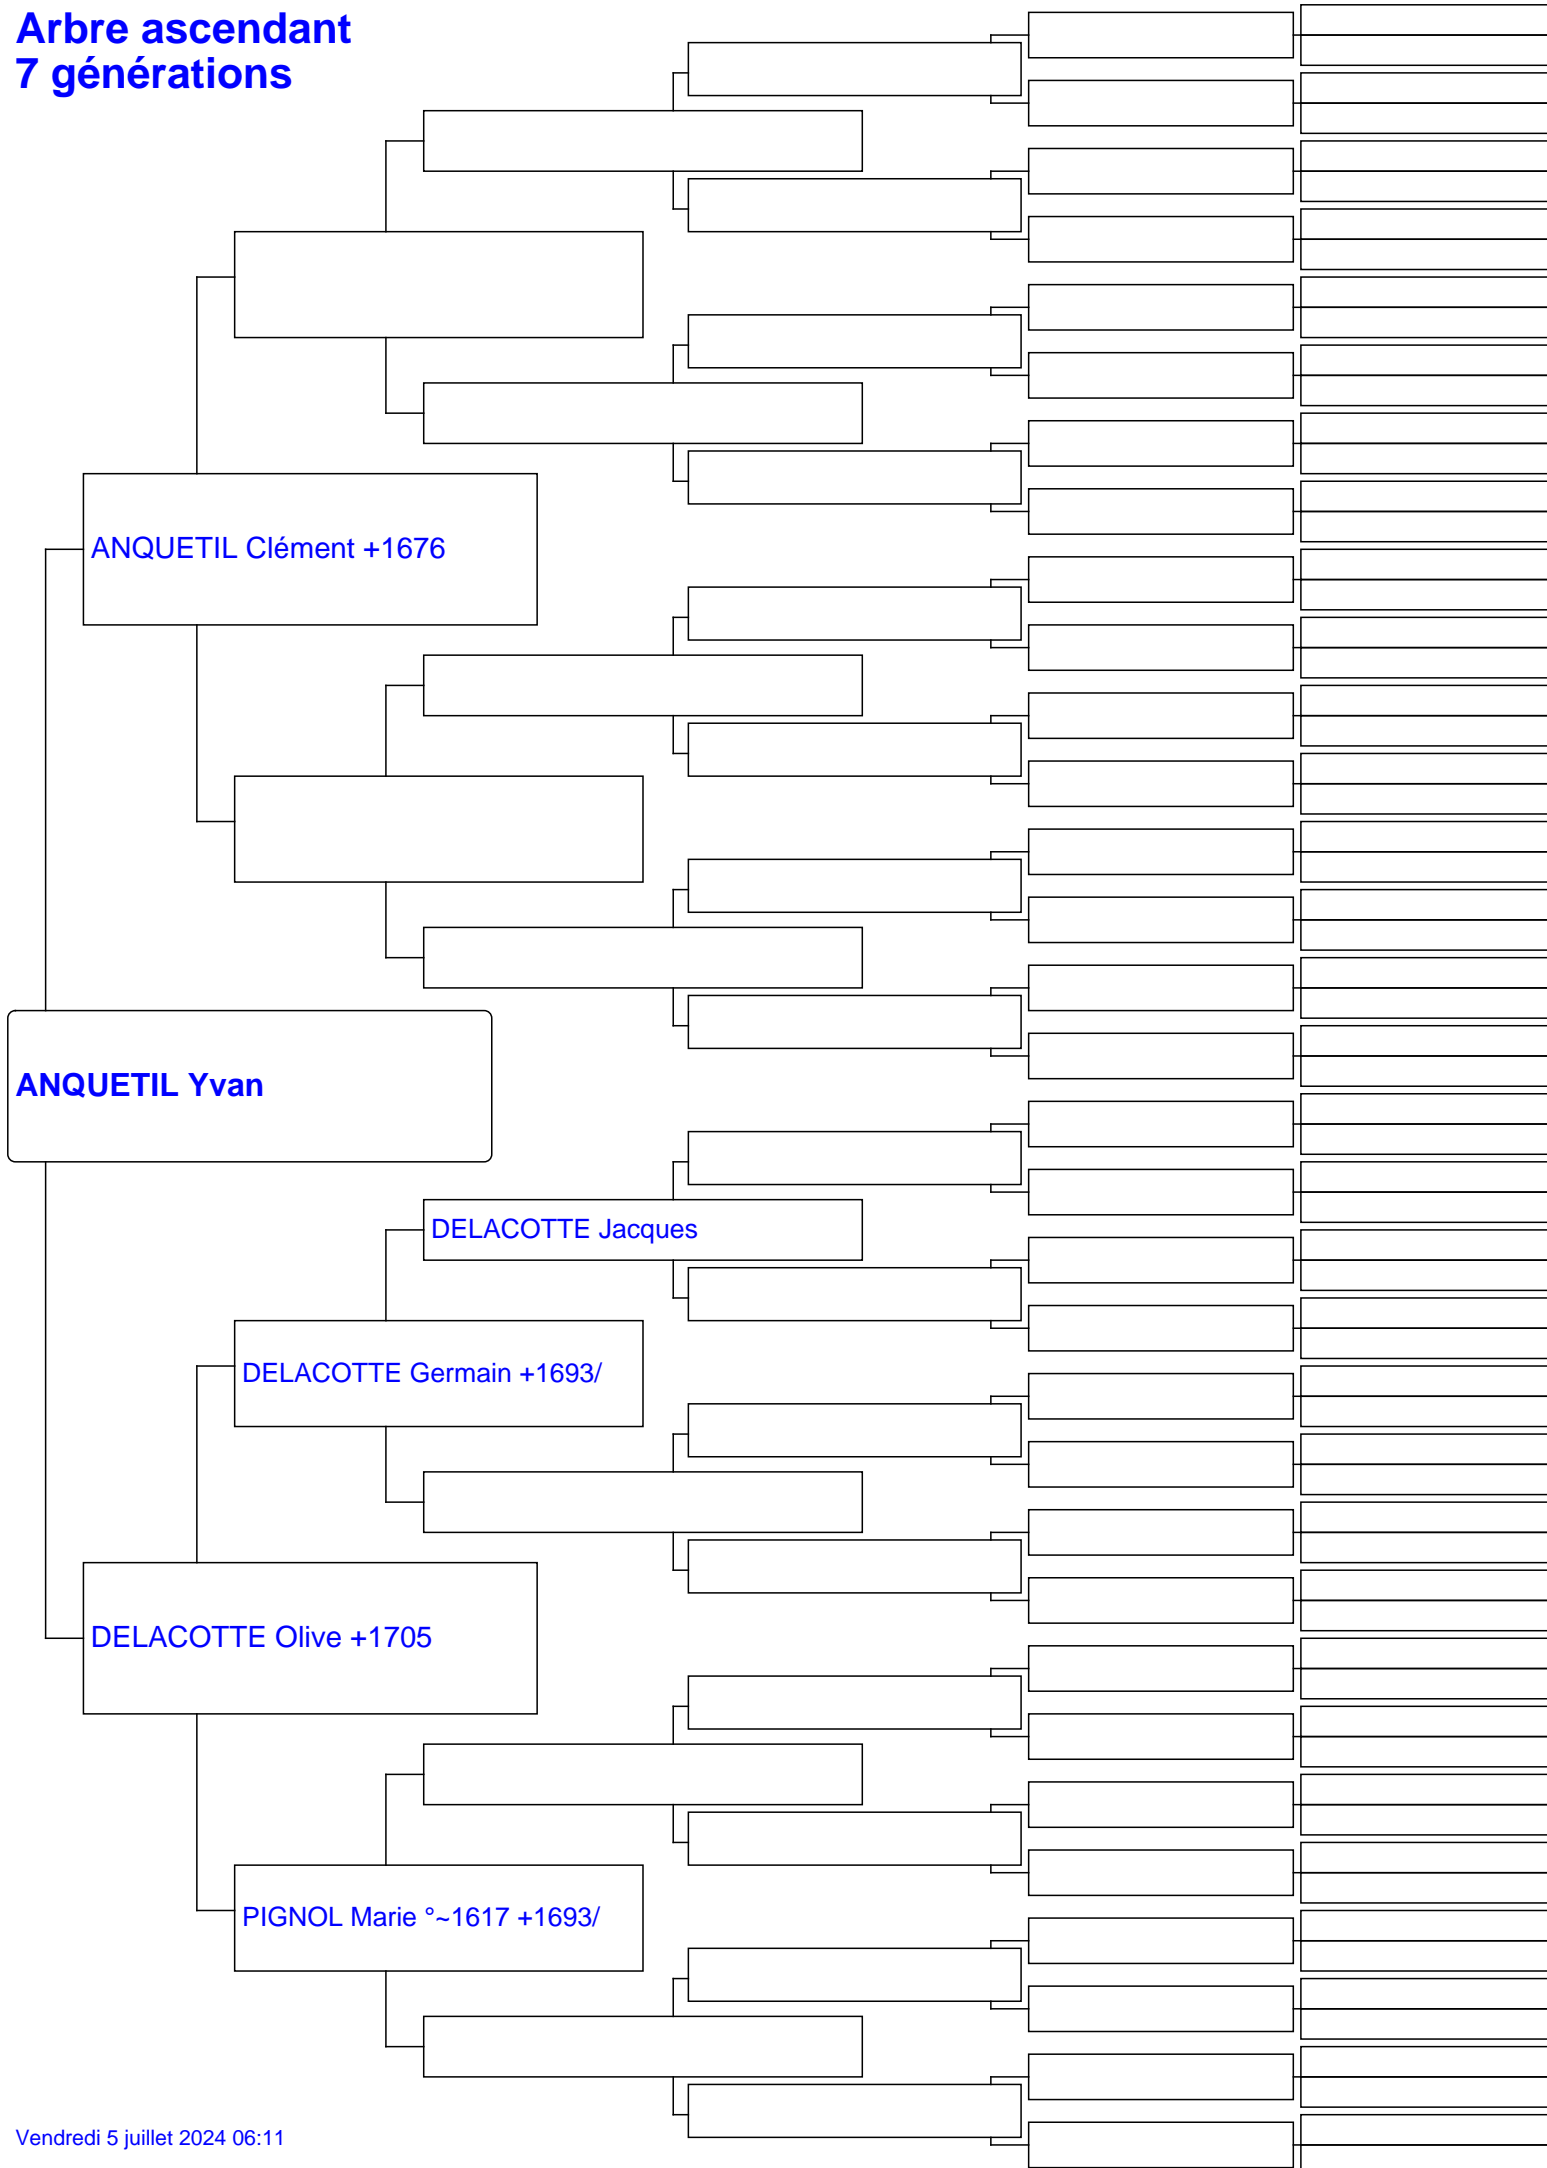 Arbre ascendant
7 générations
ANQUETIL Clément +1676
ANQUETIL Yvan
DELACOTTE Jacques
DELACOTTE Germain +1693/
DELACOTTE Olive +1705
PIGNOL Marie °~1617 +1693/
Vendredi 5 juillet 2024 06:11